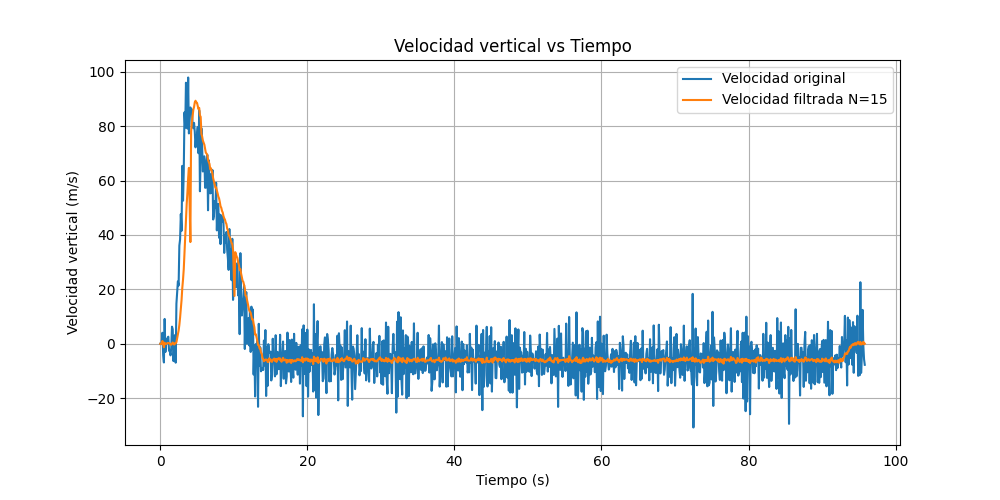 Velocidad vertical vs Tiempo
Velocidad original
Velocidad filtrada N=15
Velocidad vertical (m/s)
100
80
60
40
20
0
−20
0
20
40
60
80
100
Tiempo (s)